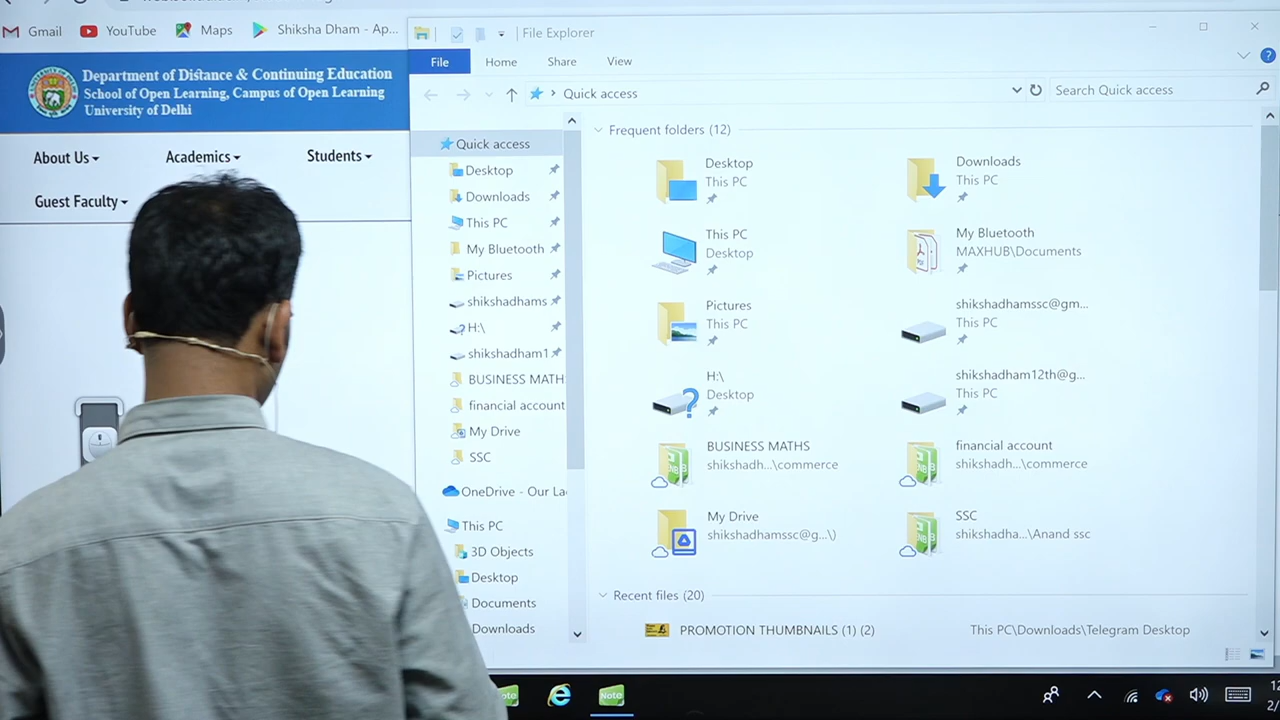 Gmail
YouTube
Maps
Shiksha Dham - Ap...
Department of Distance & Continuing Education
School of Open Learning, Campus of Open Learning
University of Delhi
About Us
Academics
Students
Guest Faculty
File Explorer
File
Home
Share
View
Quick access
Search Quick access
Quick access
Desktop
Downloads
This PC
My Bluetooth
Pictures
shikshadhams
H:\
shikshadham1
BUSINESS MATH
financial account
My Drive
SSC
OneDrive - Our La
This PC
3D Objects
Desktop
Documents
Downloads
Frequent folders (12)
Desktop
This PC
Downloads
This PC
This PC
Desktop
My Bluetooth
MAXHUB\Documents
Pictures
This PC
shikshadhamssc@gm...
This PC
H:\
Desktop
shikshadham12th@g...
This PC
BUSINESS MATHS
shikshadh...\commerce
financial account
shikshadh...\commerce
My Drive
shikshadhamssc@g...\)
SSC
shikshadha...\Anand ssc
Recent files (20)
PROMOTION THUMBNAILS (1) (2)
This PC\Downloads\Telegram Desktop
Note